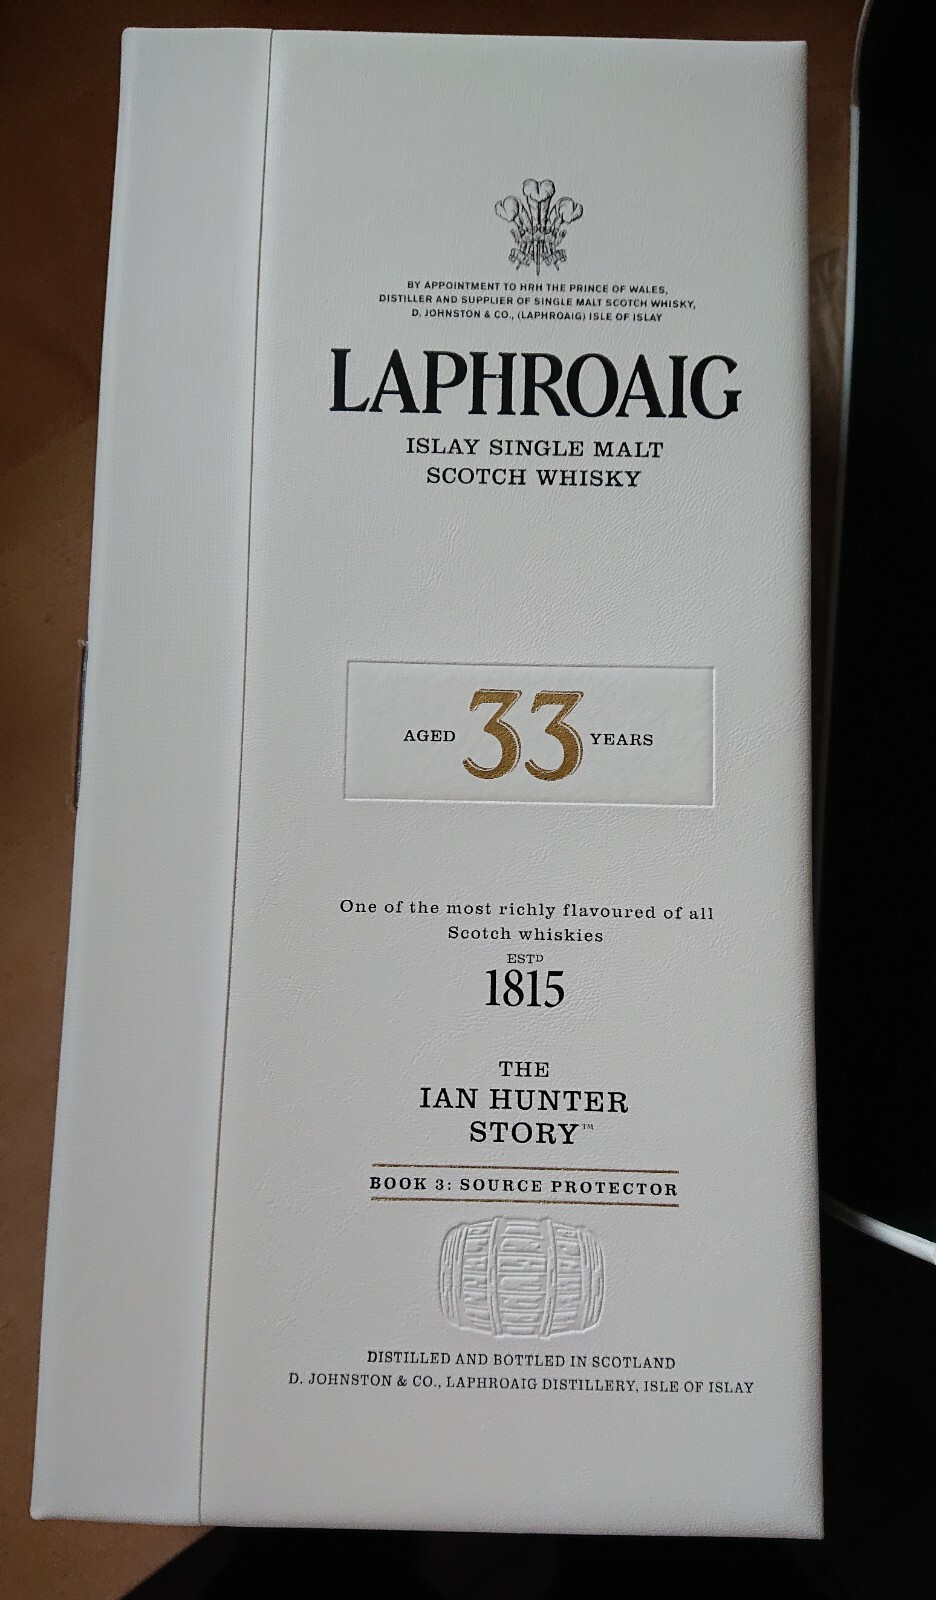 BY APPOINTMENT TO HRH THE PRINCE OF WALES,
DISTILLER AND SUPPLIER OF SINGLE MALT SCOTCH WHISKY,
D. JOHNSTON & CO., (LAPHROAIG) ISLE OF ISLAY
LAPHROAIG
ISLAY SINGLE MALT
SCOTCH WHISKY
AGED 33 YEARS
One of the most richly flavoured of all
Scotch whiskies
ESTD
1815
THE
IAN HUNTER
STORY™
BOOK 3: SOURCE PROTECTOR
DISTILLED AND BOTTLED IN SCOTLAND
D. JOHNSTON & CO., LAPHROAIG DISTILLERY, ISLE OF ISLAY